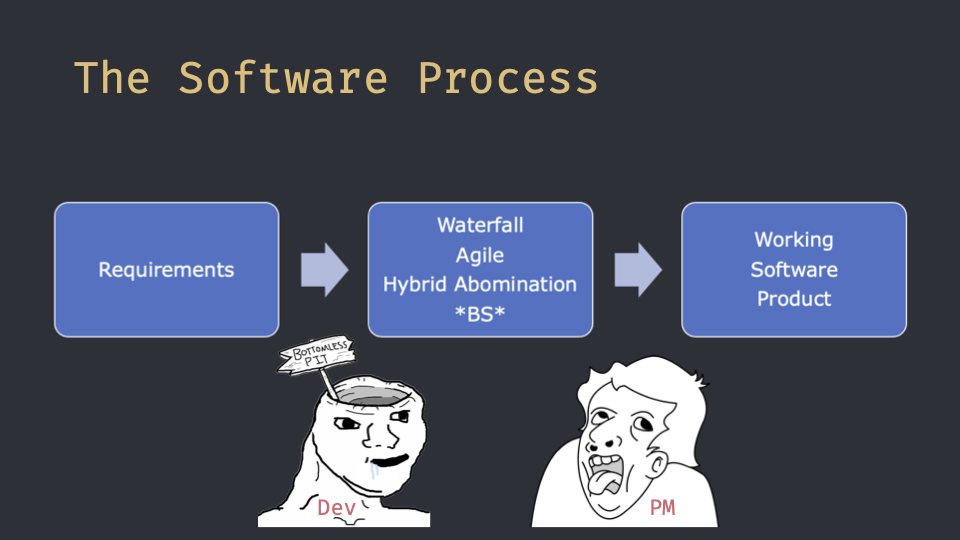 The Software Process
Requirements
Waterfall
Agile
Hybrid Abomination
*BS*
Working
Software
Product
BOTTOMLESS
PIT
Dev
PM